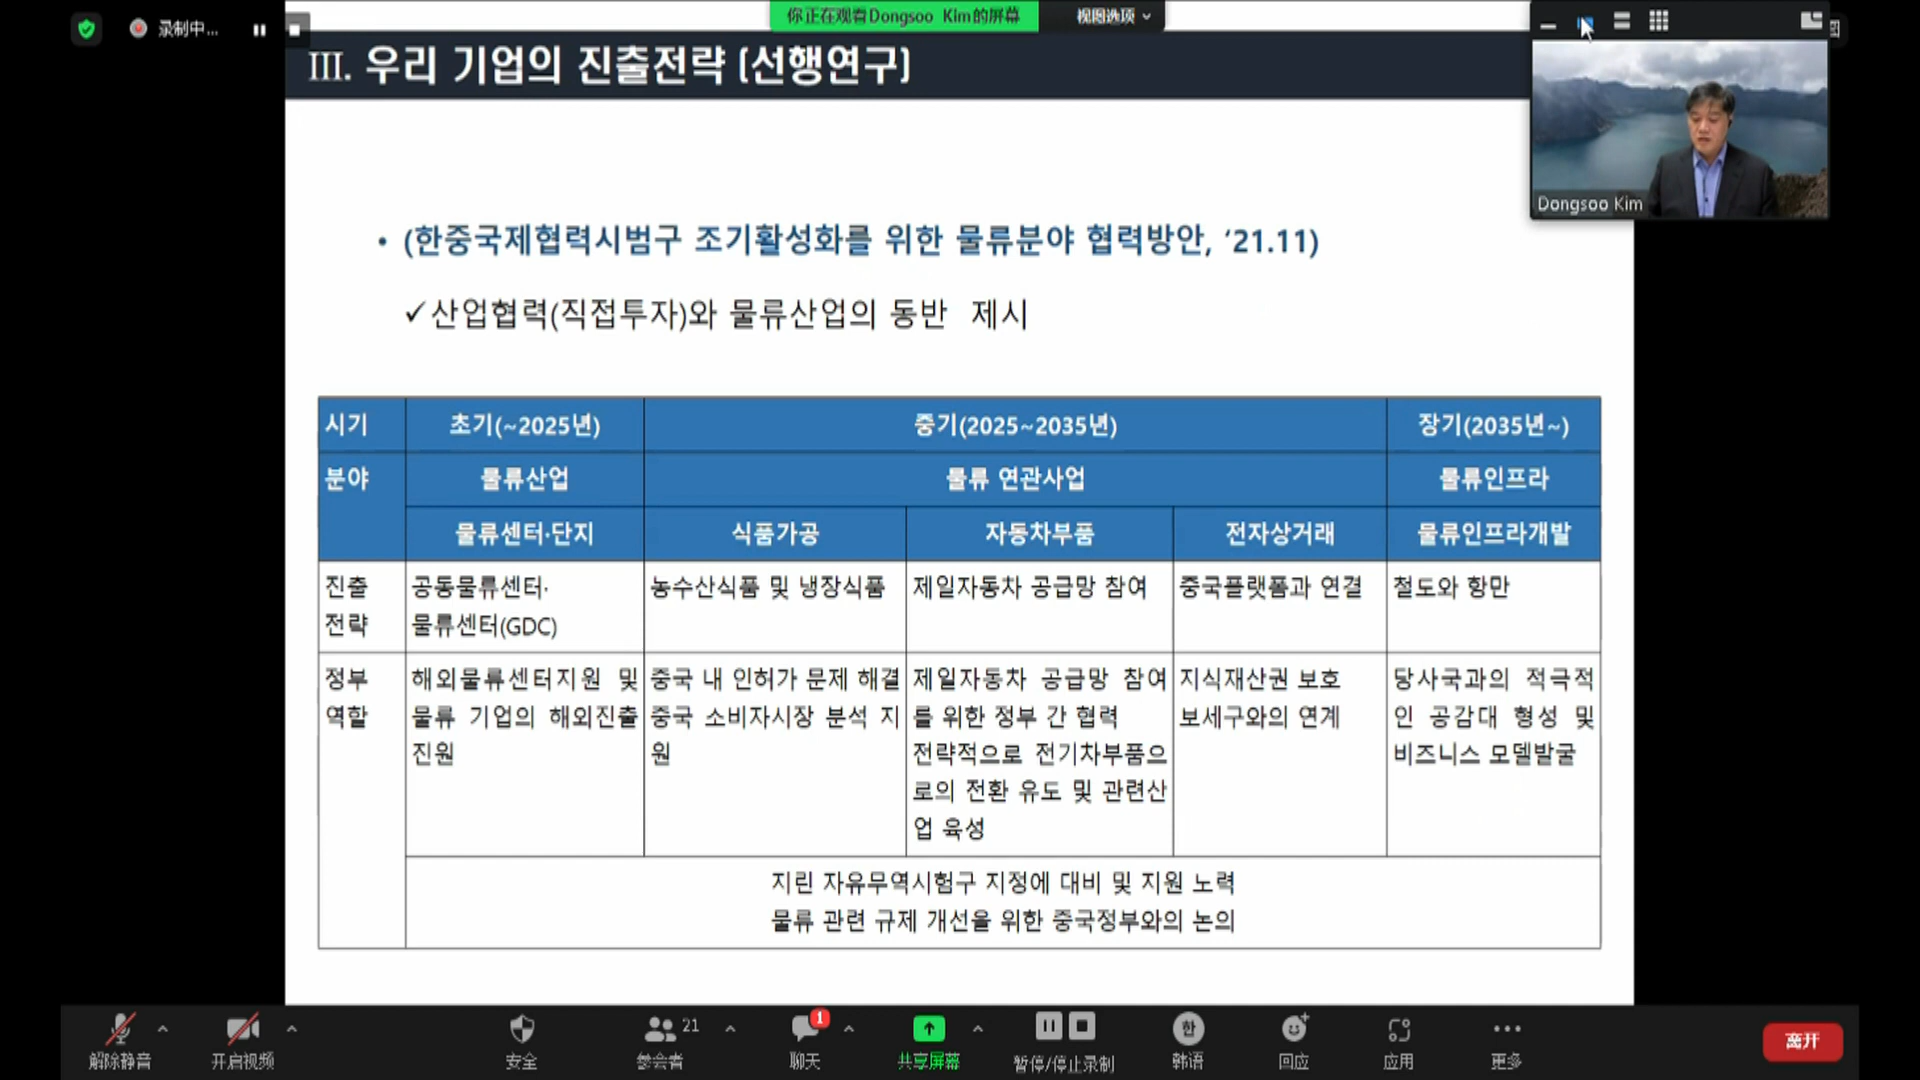 录制中...
你正在观看Dongsoo Kim的屏幕
视图选项
III. 우리 기업의 진출전략 (선행연구)
Dongsoo Kim
• (한중국제협력시범구 조기활성화를 위한 물류분야 협력방안, ‘21.11)
✓산업협력(직접투자)와 물류산업의 동반 제시
시기 초기(~2025년) 중기(2025~2035년) 장기(2035년~)
분야 물류산업 물류 연관사업 물류인프라
물류센터·단지 식품가공 자동차부품 전자상거래 물류인프라개발
진출 공동물류센터· 농수산식품 및 냉장식품 제일자동차 공급망 참여 중국플랫폼과 연결 철도와 항만
전략 물류센터(GDC)
정부 해외물류센터지원 및 중국 내 인허가 문제 해결 제일자동차 공급망 참여 지식재산권 보호 당사국과의 적극적
역할 물류 기업의 해외진출 중국 소비자시장 분석 지 를 위한 정부 간 협력 보세구와의 연계 인 공감대 형성 및
진원 원 전략적으로 전기차부품으 비즈니스 모델발굴
로의 전환 유도 및 관련산
업 육성
지린 자유무역시험구 지정에 대비 및 지원 노력
물류 관련 규제 개선을 위한 중국정부와의 논의
21
1
한
解除静音 开启视频 安全 参会者 聊天 共享屏幕 暂停/停止录制 韩语 回应 应用 更多 离开